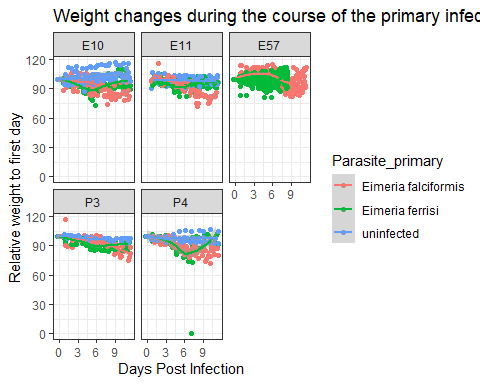 Weight changes during the course of the primary infec
E10 E11 E57
120
90
60
30
0
P3 P4
0 3 6 9
120
90
60
30
0
0 3 6 9 0 3 6 9
Relative weight to first day
Days Post Infection
Parasite_primary
Eimeria falciformis
Eimeria ferrisi
uninfected